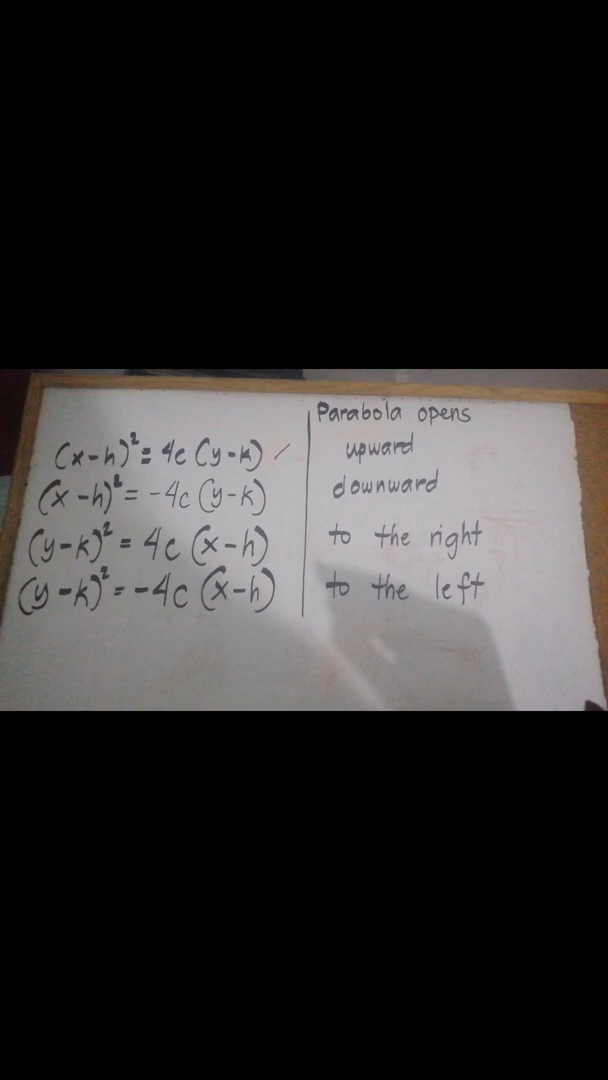 Parabola opens
(x-h)² = 4c (y-k) ✓ upward
(x-h)² = -4c (y-k) downward
(y-k)² = 4c (x-h) to the right
(y-k)² = -4c (x-h) to the left